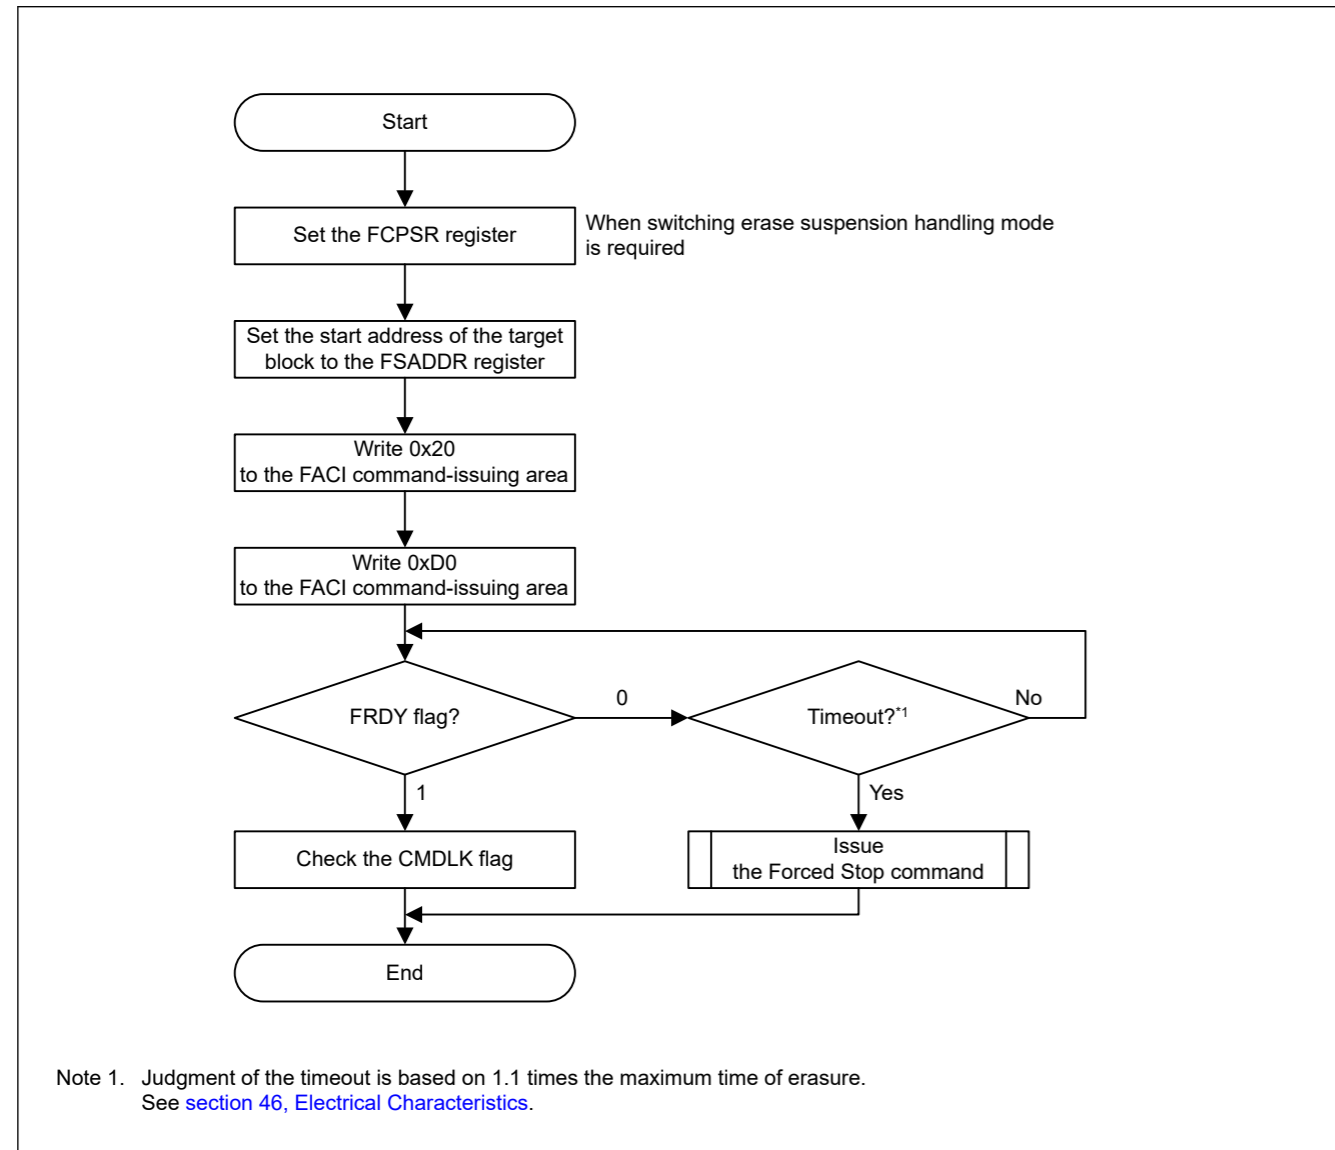 Start
Set the FCPSR register
When switching erase suspension handling mode
is required
Set the start address of the target
block to the FSADDR register
Write 0x20
to the FACI command-issuing area
Write 0xD0
to the FACI command-issuing area
FRDY flag?
0
Timeout?*1
No
1
Yes
Check the CMDLK flag
Issue
the Forced Stop command
End
Note 1. Judgment of the timeout is based on 1.1 times the maximum time of erasure.
See section 46, Electrical Characteristics.